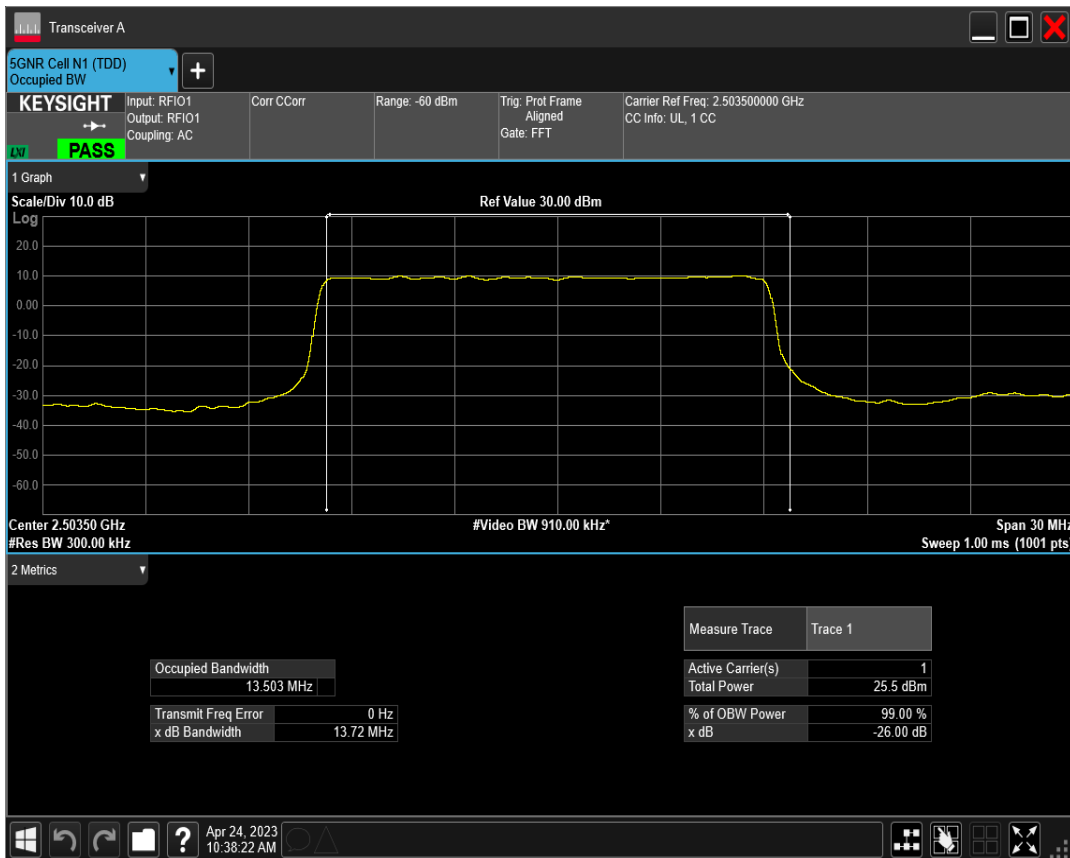 Transceiver A
5GNR Cell N1 (TDD)
Occupied BW
KEYSIGHT
LXI
PASS
Input: RFIO1
Output: RFIO1
Coupling: AC
Corr CCorr
Range: -60 dBm
Trig: Prot Frame
Aligned
Gate: FFT
Carrier Ref Freq: 2.503500000 GHz
CC Info: UL, 1 CC
1 Graph
Scale/Div 10.0 dB
Ref Value 30.00 dBm
Log
20.0
10.0
0.00
-10.0
-20.0
-30.0
-40.0
-50.0
-60.0
Center 2.50350 GHz
#Video BW 910.00 kHz*
Span 30 MHz
#Res BW 300.00 kHz
Sweep 1.00 ms (1001 pts)
2 Metrics
Measure Trace Trace 1
Occupied Bandwidth
13.503 MHz
Active Carrier(s) 1
Total Power 25.5 dBm
Transmit Freq Error 0 Hz
x dB Bandwidth 13.72 MHz
% of OBW Power 99.00 %
x dB -26.00 dB
?
Apr 24, 2023
10:38:22 AM